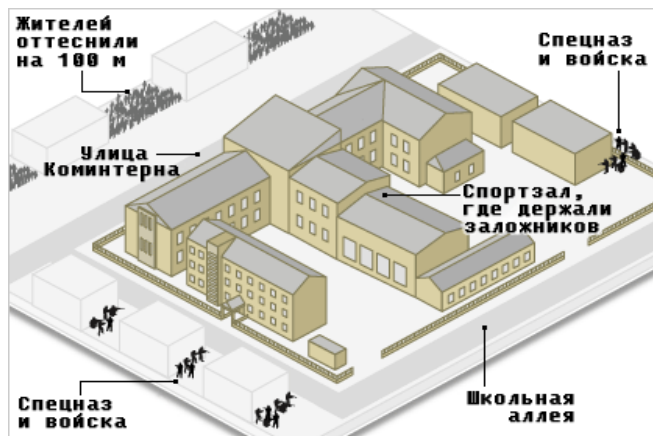 Жителей
оттеснили
на 100 м
Спецназ
и войска
Улица
Коминтерна
Спортзал,
где держали
заложников
Спецназ
и войска
Школьная
аллея